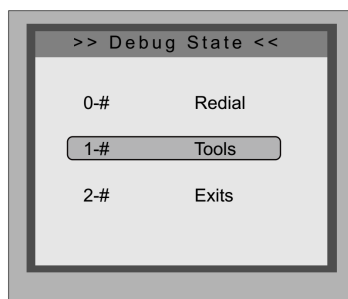 >> Debug State <<
0-# Redial
1-# Tools
2-# Exits